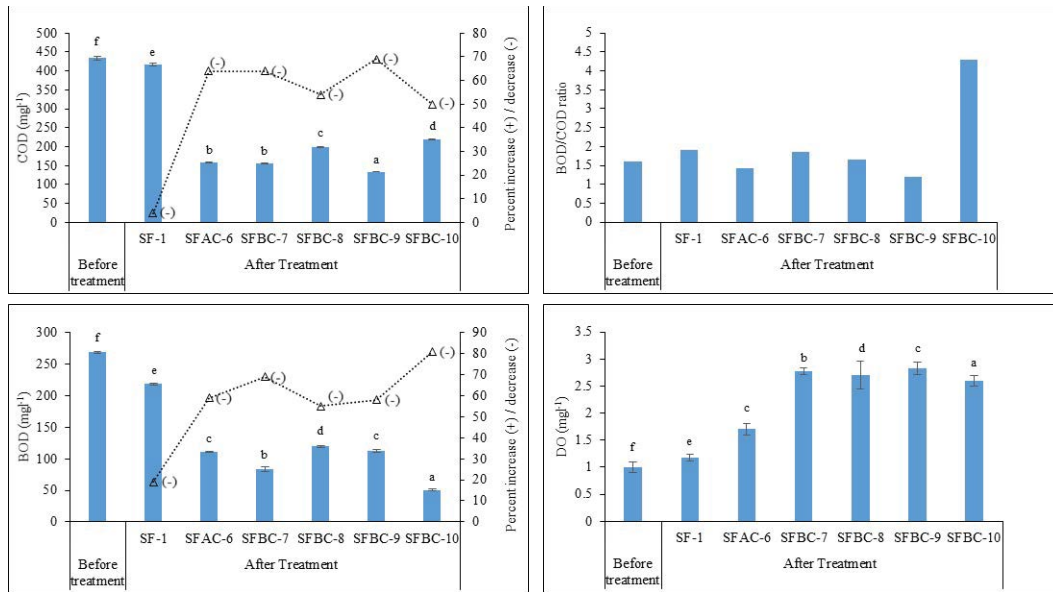 COD (mg l-1)
500
450
400
350
300
250
200
150
100
50
0
f
e
b
b
c
a
d
(-)
(-)
(-)
(-)
(-)
(-)
80
70
60
50
40
30
20
10
0
Percent increase (+) / decrease (-)
SF-1 SFAC-6 SFBC-7 SFBC-8 SFBC-9 SFBC-10
Before treatment
After Treatment
BOD/COD ratio
5
4.5
4
3.5
3
2.5
2
1.5
1
0.5
0
SF-1 SFAC-6 SFBC-7 SFBC-8 SFBC-9 SFBC-10
Before treatment
After Treatment
BOD (mg l-1)
300
250
200
150
100
50
0
f
e
c
b
d
c
a
(-)
(-)
(-)
(-)
(-)
(-)
90
80
70
60
50
40
30
20
10
0
Percent increase (+) / decrease (-)
SF-1 SFAC-6 SFBC-7 SFBC-8 SFBC-9 SFBC-10
Before treatment
After Treatment
DO (mg l-1)
3.5
3
2.5
2
1.5
1
0.5
0
f
e
c
b
d
c
a
SF-1 SFAC-6 SFBC-7 SFBC-8 SFBC-9 SFBC-10
Before treatment
After Treatment